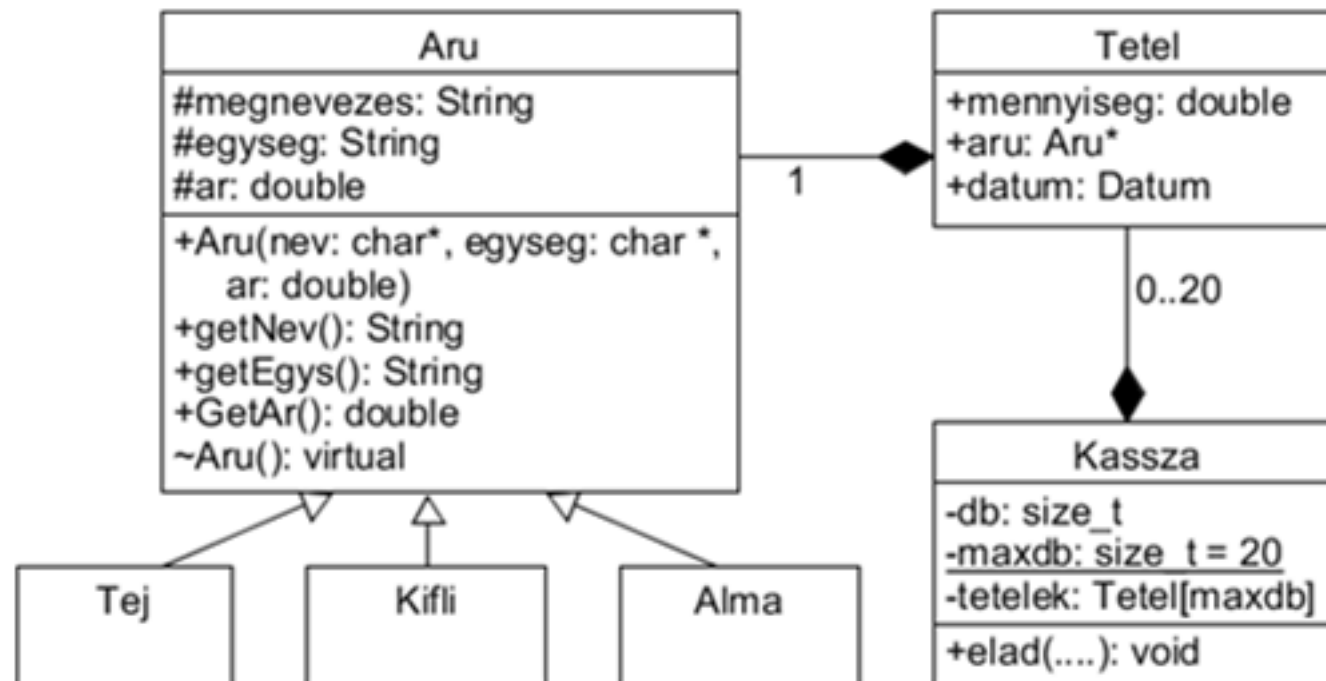 Aru
#megnevezes: String
#egyseg: String
#ar: double
+Aru(nev: char*, egyseg: char *,
ar: double)
+getNev(): String
+getEgys(): String
+GetAr(): double
~Aru(): virtual
1
Tetel
+mennyiseg: double
+aru: Aru*
+datum: Datum
0..20
Kassza
-db: size_t
-maxdb: size_t = 20
-tetelek: Tetel[maxdb]
+elad(....): void
Tej
Kifli
Alma